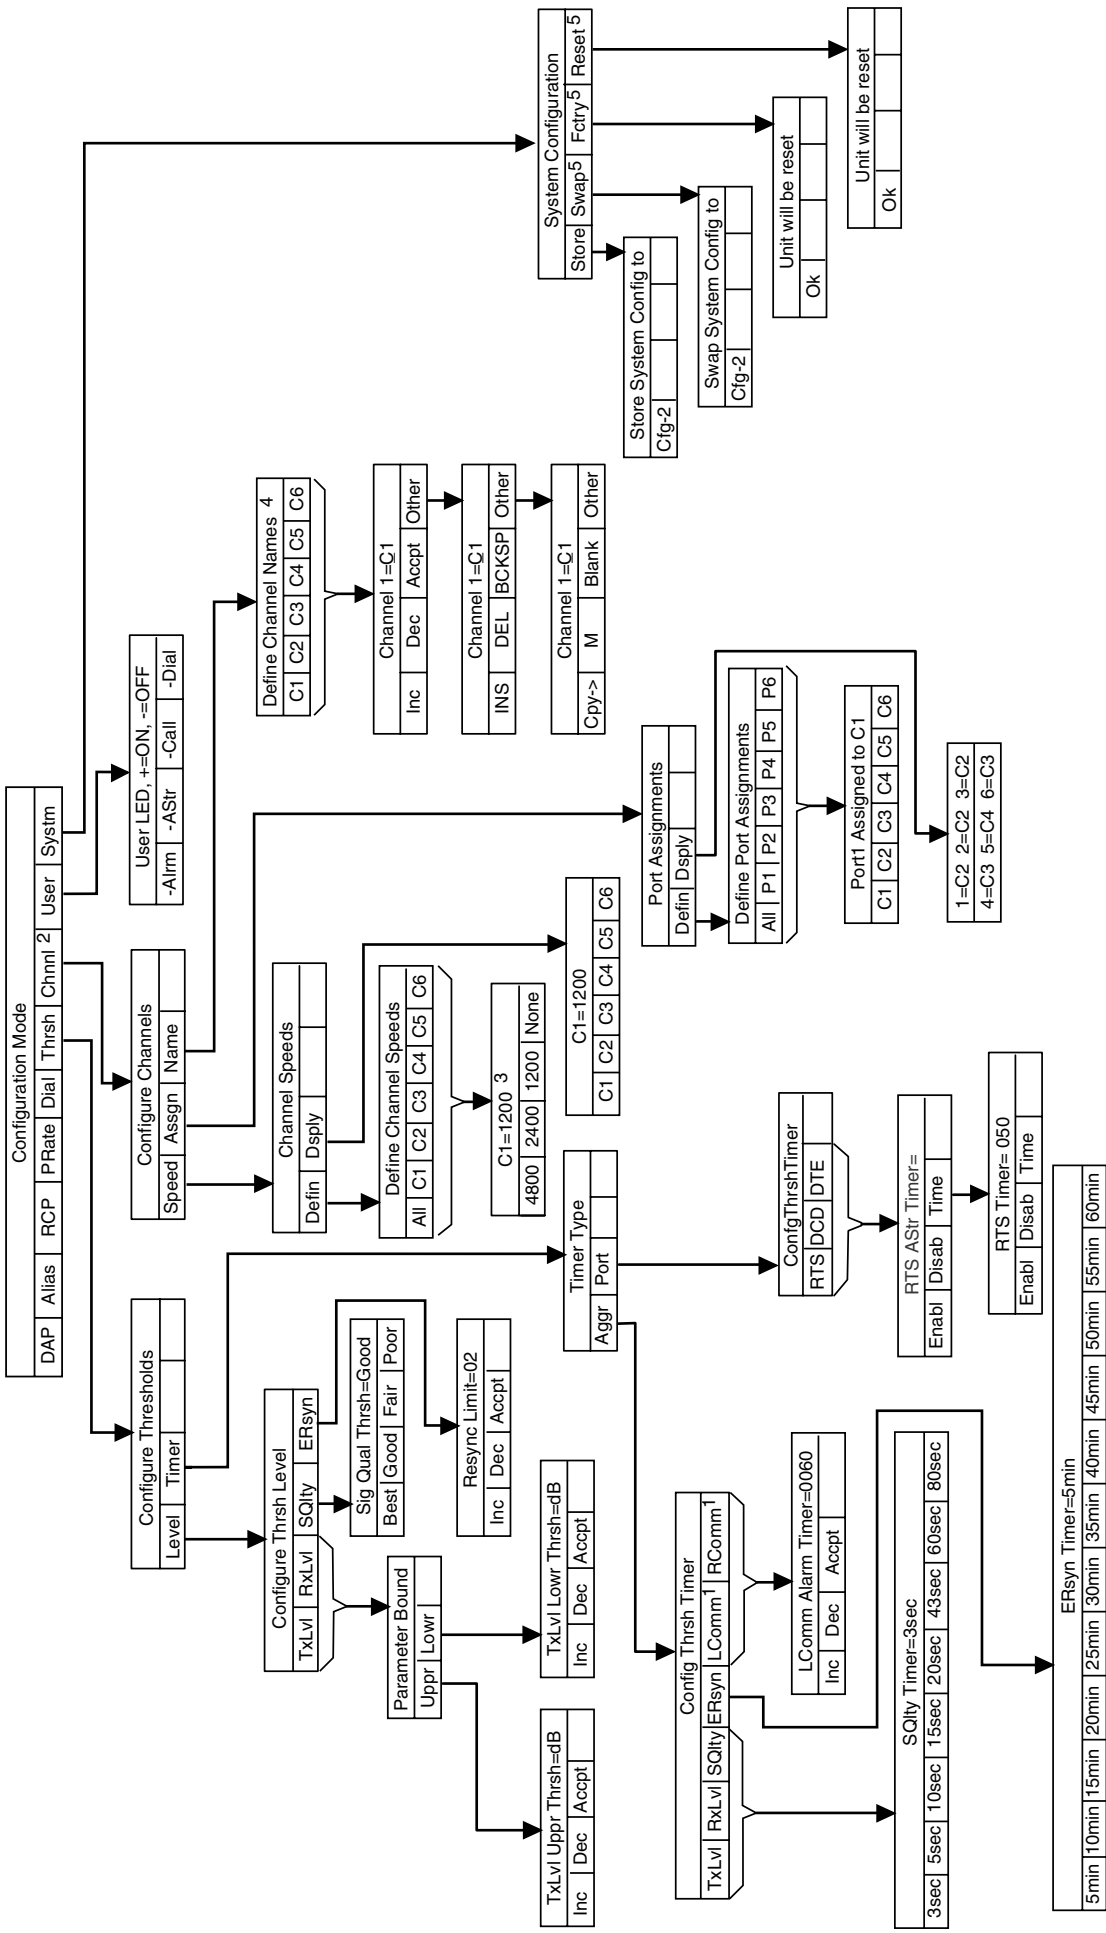 Configuration Mode
DAP Alias RCP PRate Dial Thrsh Chnnl 2 User Systm
Configure Thresholds
Level Timer
Configure Channels
Speed Assgn Name
User LED, +=ON, -=OFF
-Alrm -AStr -Call -Dial
System Configuration
Store Swap5 Fctry5 Reset 5
Configure Thrsh Level
TxLvl RxLvl SQlty ERsyn
Channel Speeds
Defin Dsply
Define Channel Names 4
C1 C2 C3 C4 C5 C6
Sig Qual Thrsh=Good
Best Good Fair Poor
Define Channel Speeds
All C1 C2 C3 C4 C5 C6
Channel 1=C1
Inc Dec Accpt Other
Parameter Bound
Uppr Lowr
Resync Limit=02
Inc Dec Accpt
C1=1200 3
4800 2400 1200 None
Channel 1=C1
INS DEL BCKSP Other
TxLvl Uppr Thrsh=dB
Inc Dec Accpt
TxLvl Lowr Thrsh=dB
Inc Dec Accpt
Timer Type
Aggr Port
C1=1200
C1 C2 C3 C4 C5 C6
Channel 1=C1
Cpy-> M Blank Other
Store System Config to
Cfg-2
Port Assignments
Defin Dsply
Config Thrsh Timer
TxLvl RxLvl SQlty ERsyn LComm1 RComm1
Swap System Config to
Cfg-2
Define Port Assignments
All P1 P2 P3 P4 P5 P6
ConfgThrshTimer
RTS DCD DTE
Unit will be reset
Ok
LComm Alarm Timer=0060
Inc Dec Accpt
Port1 Assigned to C1
C1 C2 C3 C4 C5 C6
Unit will be reset
Ok
SQlty Timer=3sec
3sec 5sec 10sec 15sec 20sec 43sec 60sec 80sec
RTS AStr Timer=
Enabl Disab Time
1=C2 2=C2 3=C2
4=C3 5=C4 6=C3
RTS Timer= 050
Enabl Disab Time
ERsyn Timer=5min
5min 10min 15min 20min 25min 30min 35min 40min 45min 50min 55min 60min